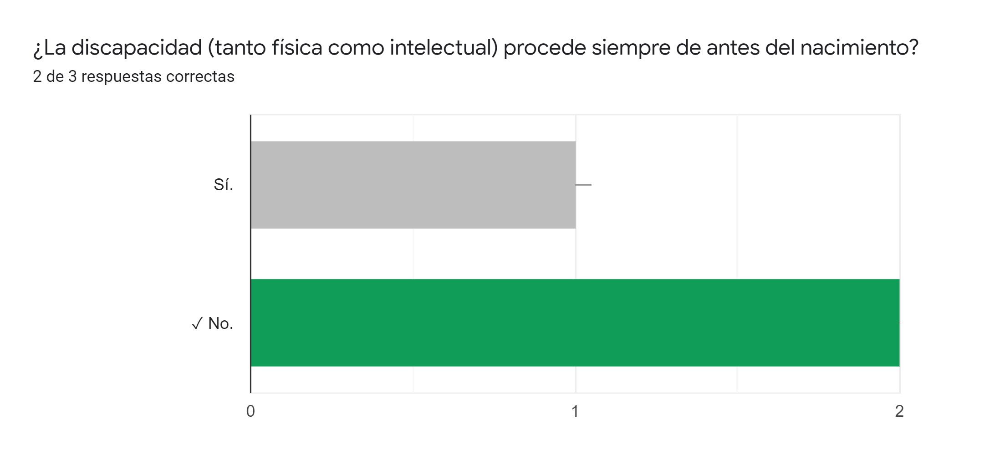 ¿La discapacidad (tanto física como intelectual) procede siempre de antes del nacimiento?
2 de 3 respuestas correctas
Sí.
✓ No.
0 1 2